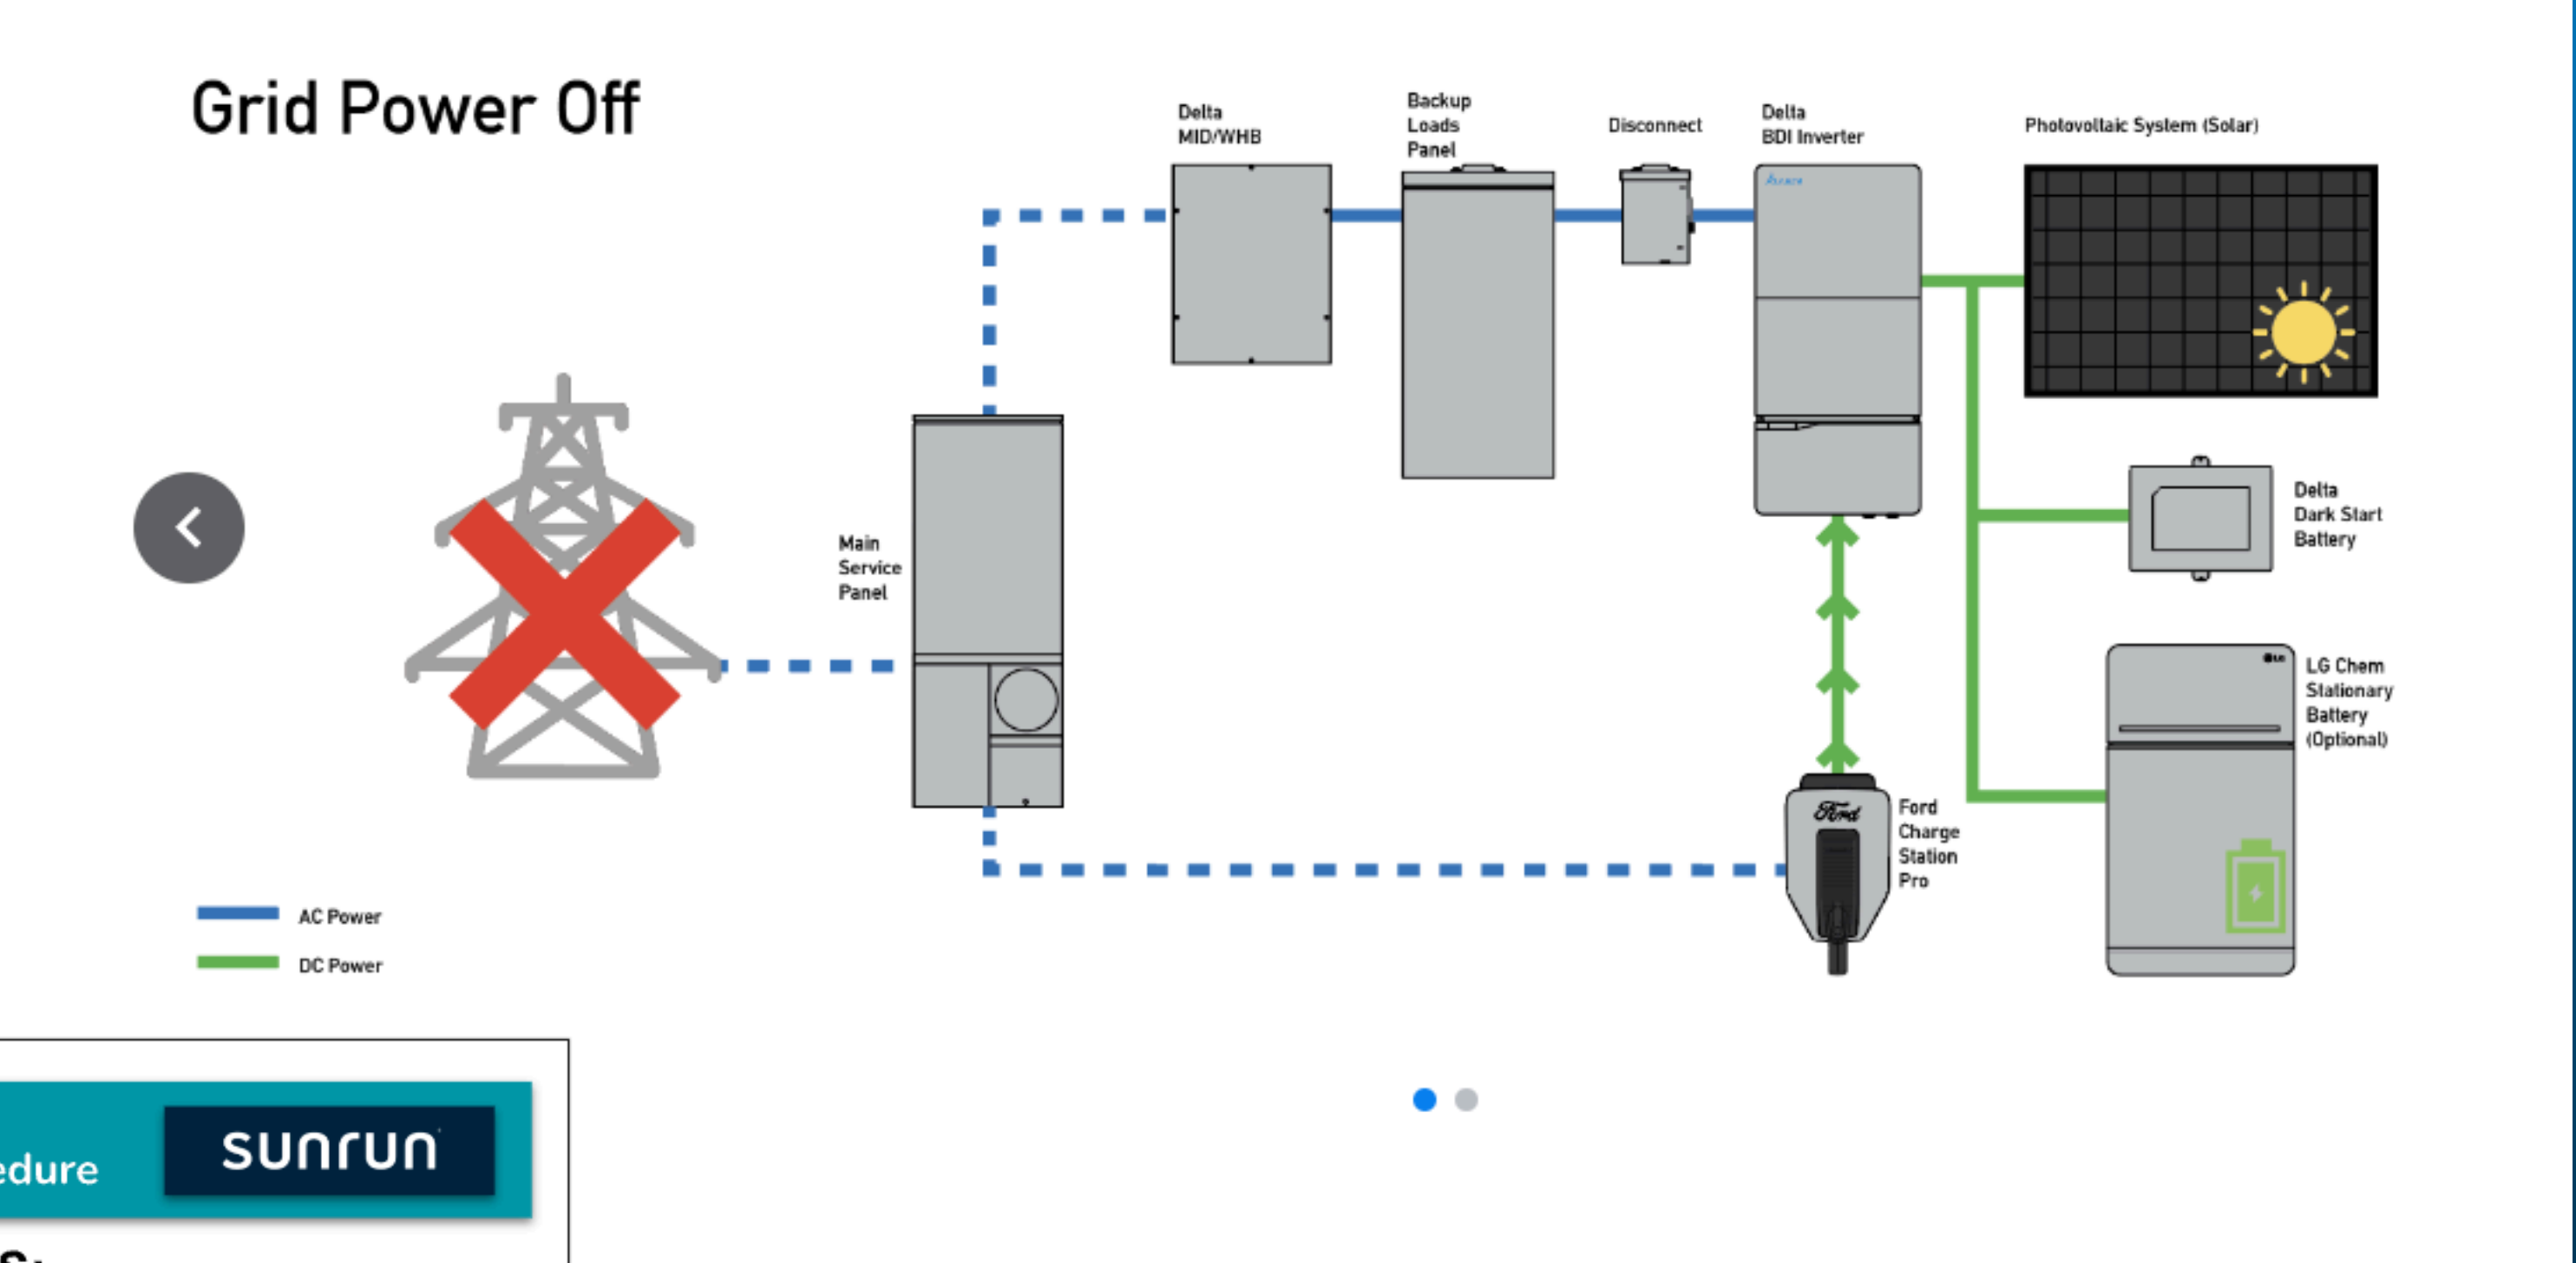 Grid Power Off
Delta
MID/WHB
Backup
Loads
Panel
Disconnect
Delta
BDI Inverter
Photovoltaic System (Solar)
Main
Service
Panel
Delta
Dark Start
Battery
LG Chem
Stationary
Battery
(Optional)
LG
Ford
Ford
Charge
Station
Pro
AC Power
DC Power
edure
sunrun
s: